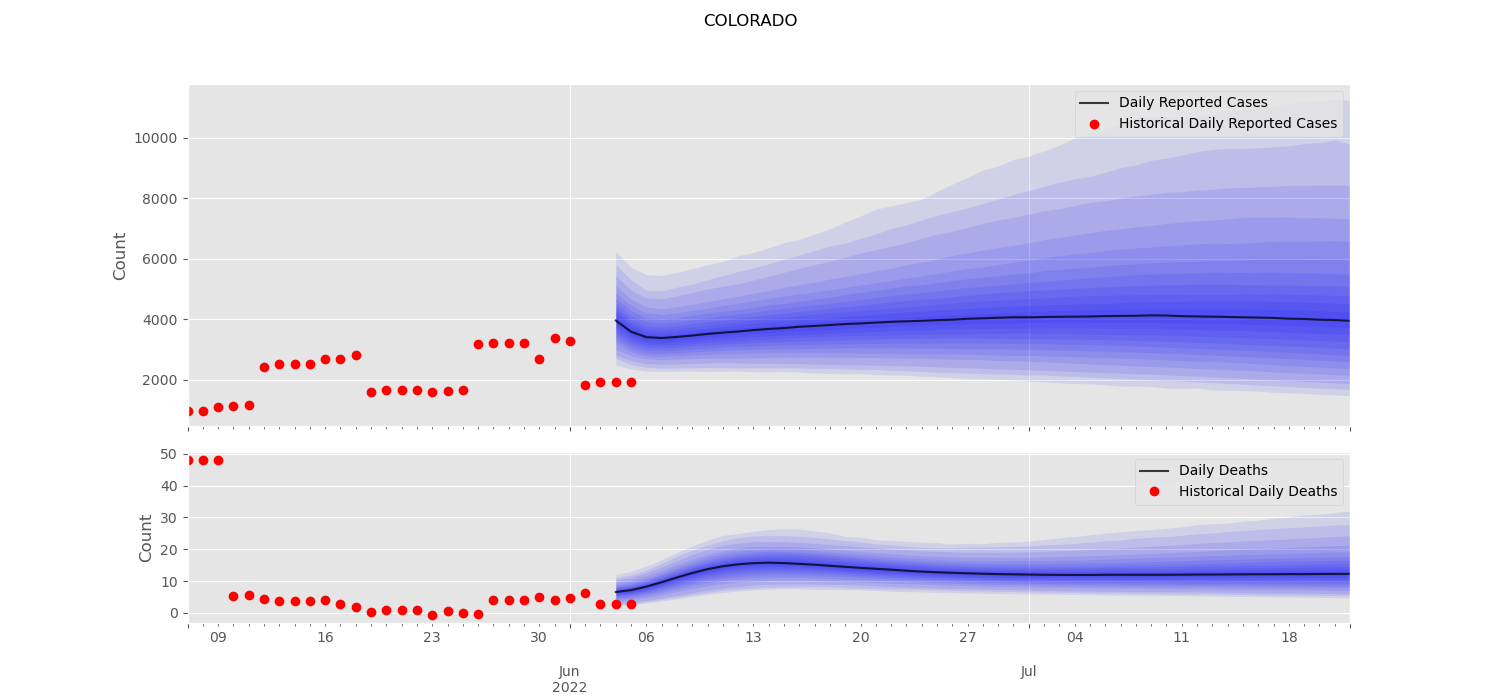 COLORADO
Daily Reported Cases
Historical Daily Reported Cases
10000
8000
6000
4000
2000
Count
Daily Deaths
Historical Daily Deaths
50
40
30
20
10
0
Count
09 16 23 30 06 13 20 27 04 11 18
Jun Jul
2022